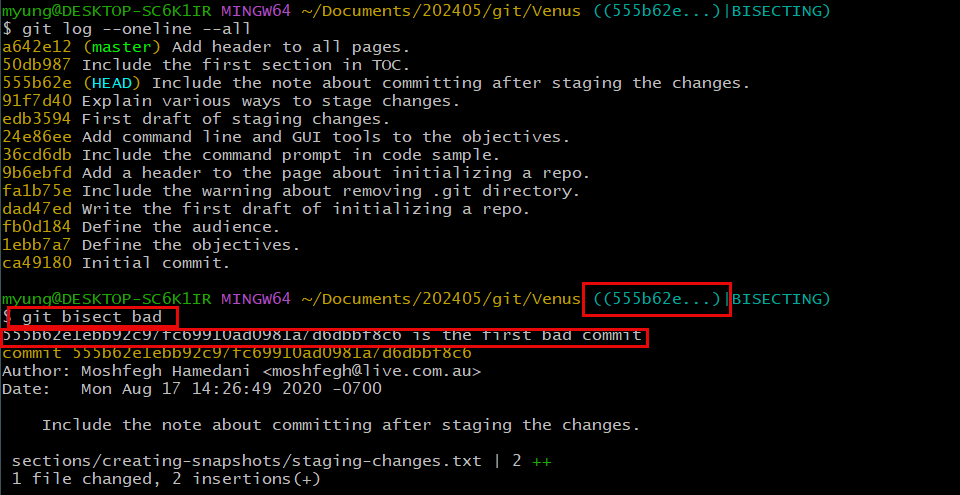 myung@DESKTOP-SC6K1IR MINGW64 ~/Documents/202405/git/Venus ((555b62e...)|BISECTING)
$ git log --oneline --all
a642e12 (master) Add header to all pages.
50db987 Include the first section in TOC.
555b62e (HEAD) Include the note about committing after staging the changes.
91f7d40 Explain various ways to stage changes.
edb3594 First draft of staging changes.
24e86ee Add command line and GUI tools to the objectives.
36cd6db Include the command prompt in code sample.
9b6ebfd Add a header to the page about initializing a repo.
fa1b75e Include the warning about removing .git directory.
dad47ed Write the first draft of initializing a repo.
fb0d184 Define the audience.
1ebb7a7 Define the objectives.
ca49180 Initial commit.
myung@DESKTOP-SC6K1IR MINGW64 ~/Documents/202405/git/Venus ((555b62e...)|BISECTING)
$ git bisect bad
555b62e1ebb92c97fc69910ad0981a7d6dbbf8c6 is the first bad commit
commit 555b62e1ebb92c97fc69910ad0981a7d6dbbf8c6
Author: Moshfegh Hamedani <moshfegh@live.com.au>
Date:   Mon Aug 17 14:26:49 2020 -0700
Include the note about committing after staging the changes.
sections/creating-snapshots/staging-changes.txt | 2 ++
1 file changed, 2 insertions(+)